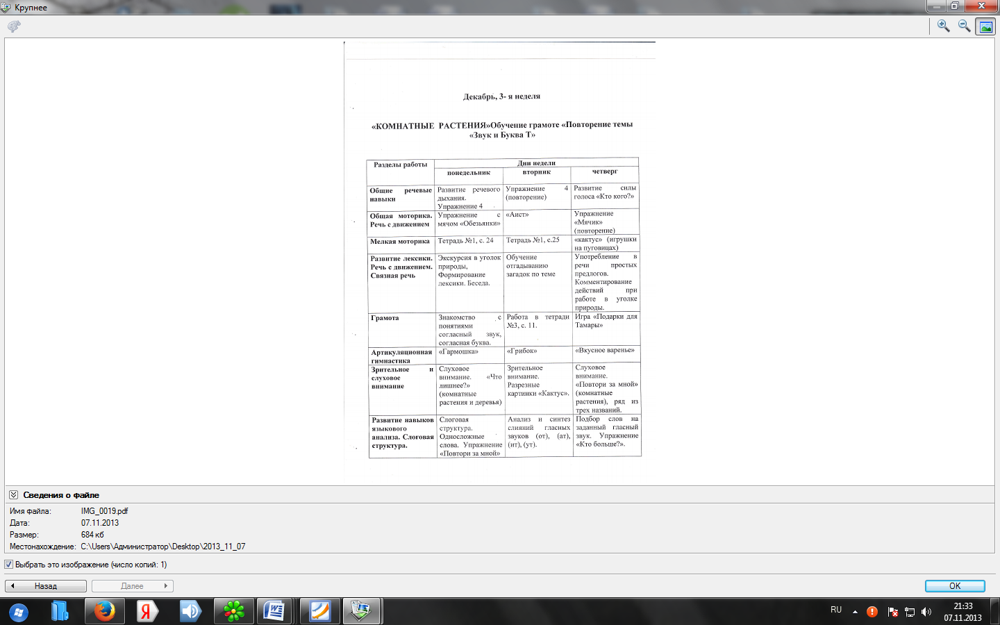 Крупнее
Декабрь, 3- я неделя
«КОМНАТНЫЕ РАСТЕНИЯ»Обучение грамоте «Повторение темы
«Звук и Буква Т»
Разделы работы
Дни недели
понедельник
вторник
четверг
Общие речевые
навыки
Развитие речевого
дыхания.
Упражнение 4
Упражнение 4
(повторение)
Развитие силы
голоса «Кто кого?»
Общая моторика.
Речь с движением
Упражнение с
мячом «Обезьянки»
«Аист»
Упражнение
«Мячик»
(повторение)
Мелкая моторика
Тетрадь №1, с. 24
Тетрадь №1, с.25
«кактус» (игрушки
на пуговицах)
Развитие лексики.
Речь с движением.
Связная речь
Экскурсия в уголок
природы,
Формирование
лексики. Беседа.
Обучение
отгадыванию
загадок по теме
Употребление в
речи простых
предлогов.
Комментирование
действий при
работе в уголке
природы.
Грамота
Знакомство с
понятиями
согласный звук,
согласная буква.
Работа в тетради
№3, с. 11.
Игра «Подарки для
Тамары»
Артикуляционная
гимнастика
«Гармошка»
«Грибок»
«Вкусное варенье»
Зрительное и
слуховое
внимание
Слуховое
внимание. «Что
лишнее?»
(комнатные
растения и деревья)
Зрительное
внимание.
Разрезные
картинки «Кактус».
Слуховое
внимание.
«Повтори за мной»
(комнатные
растения), ряд из
трех названий.
Развитие навыков
языкового
анализа. Слоговая
структура.
Слоговая
структура.
Односложные
слова. Упражнение
«Повтори за мной»
Анализ и синтез
слияний гласных
звуков (от), (ат),
(ит), (ут).
Подбор слов на
заданный гласный
звук. Упражнение
«Кто больше?».
Сведения о файле
Имя файла: IMG_0019.pdf
Дата: 07.11.2013
Размер: 684 кб
Местонахождение: C:\Users\Администратор\Desktop\2013_11_07
Выбрать это изображение (число копий: 1)
Назад
Далее
OK
RU
21:33
07.11.2013